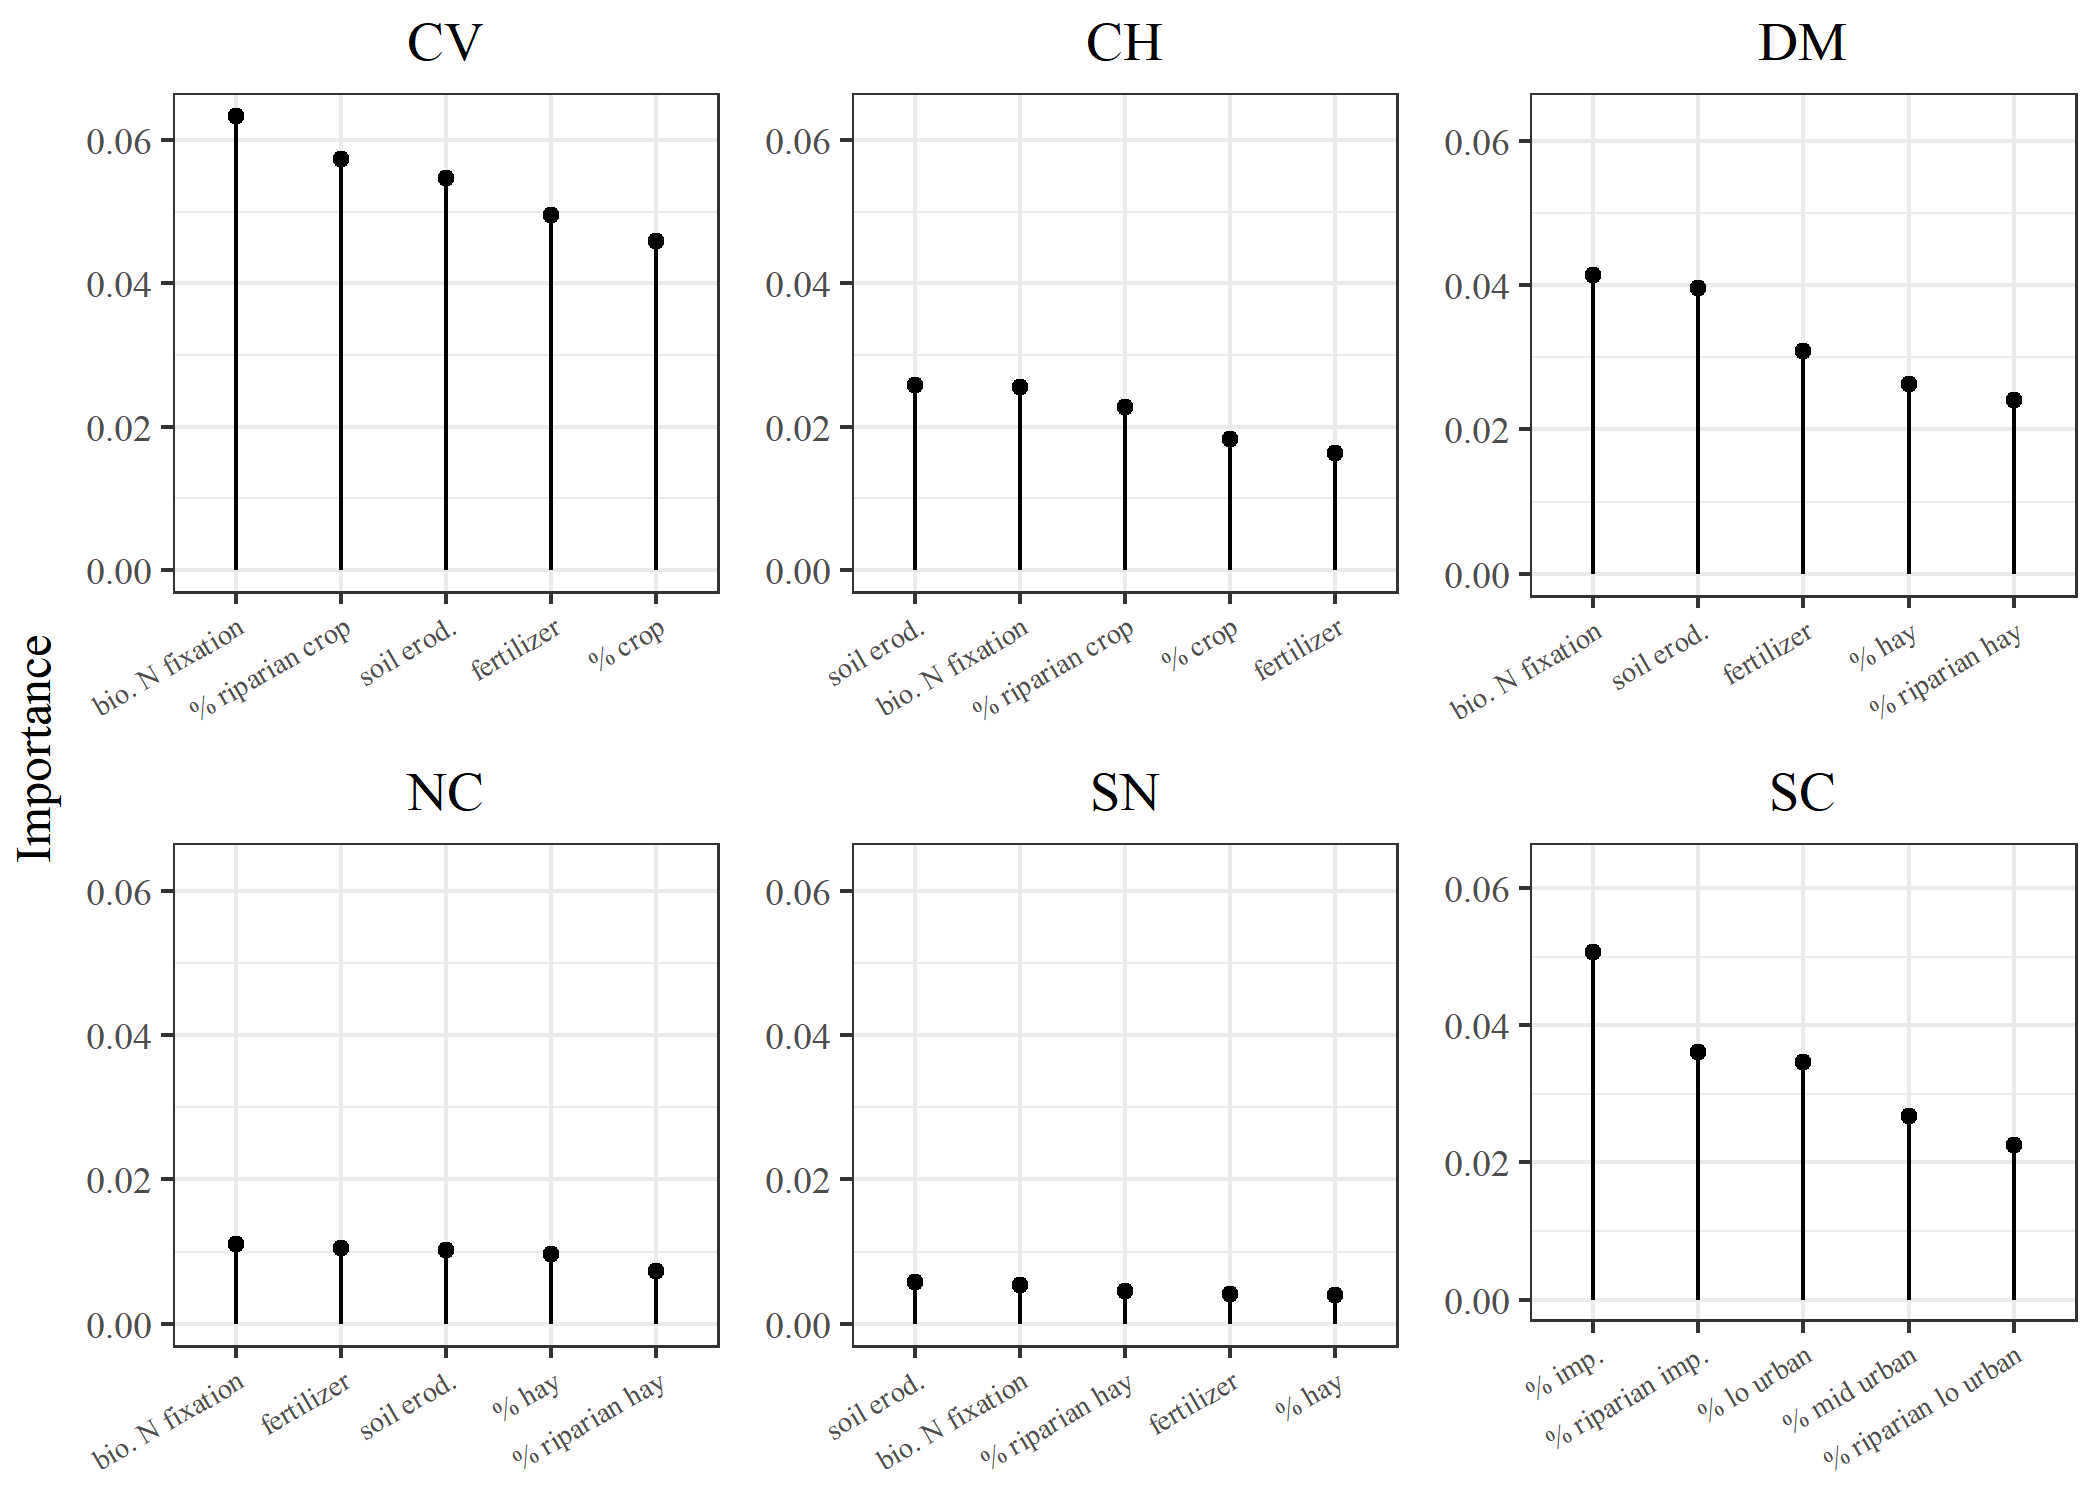 CV
CH
DM
0.06
0.04
0.02
0.00
bio. N fixation
% riparian crop
soil erod.
fertilizer
% crop
0.06
0.04
0.02
0.00
soil erod.
bio. N fixation
% riparian crop
% crop
fertilizer
0.06
0.04
0.02
0.00
bio. N fixation
soil erod.
fertilizer
% hay
% riparian hay
Importance
NC
SN
SC
0.06
0.04
0.02
0.00
bio. N fixation
fertilizer
soil erod.
% hay
% riparian hay
0.06
0.04
0.02
0.00
soil erod.
bio. N fixation
% riparian hay
fertilizer
% hay
0.06
0.04
0.02
0.00
% imp.
% riparian imp.
% lo urban
% mid urban
% riparian lo urban